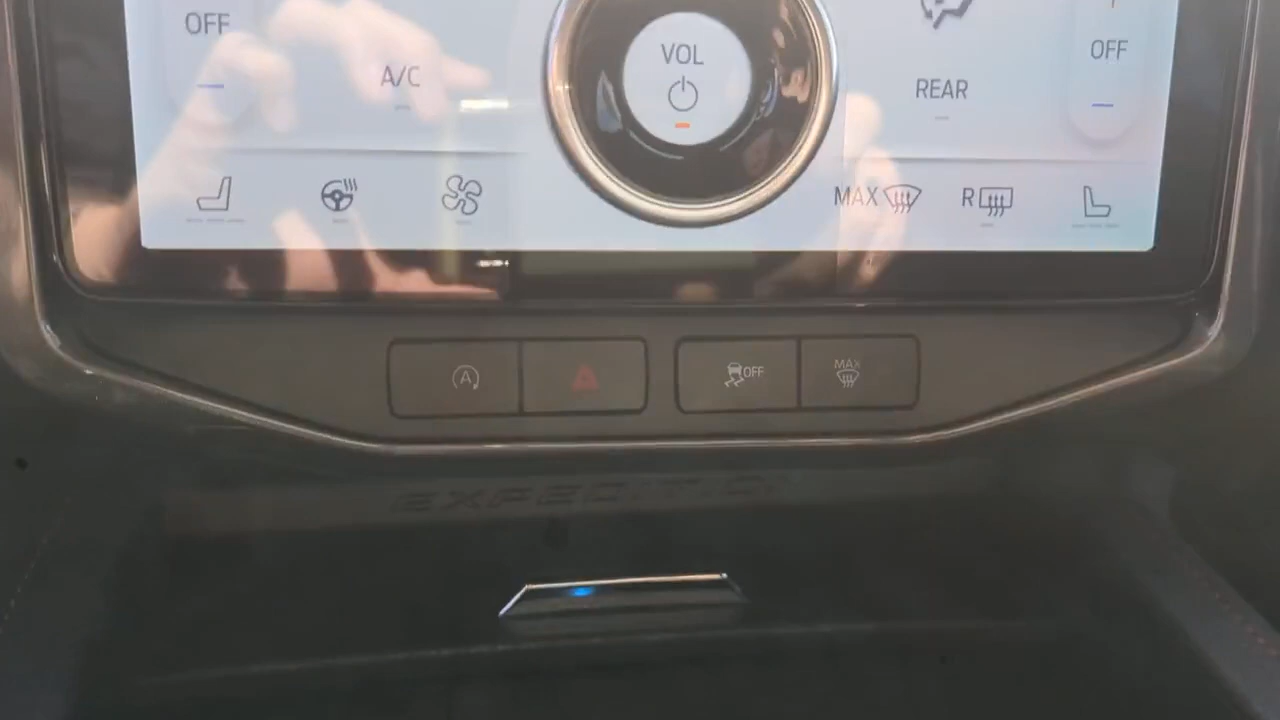 OFF
A/C
VOL
REAR
OFF
MAX
R
A
OFF
MAX
EXPEDITION